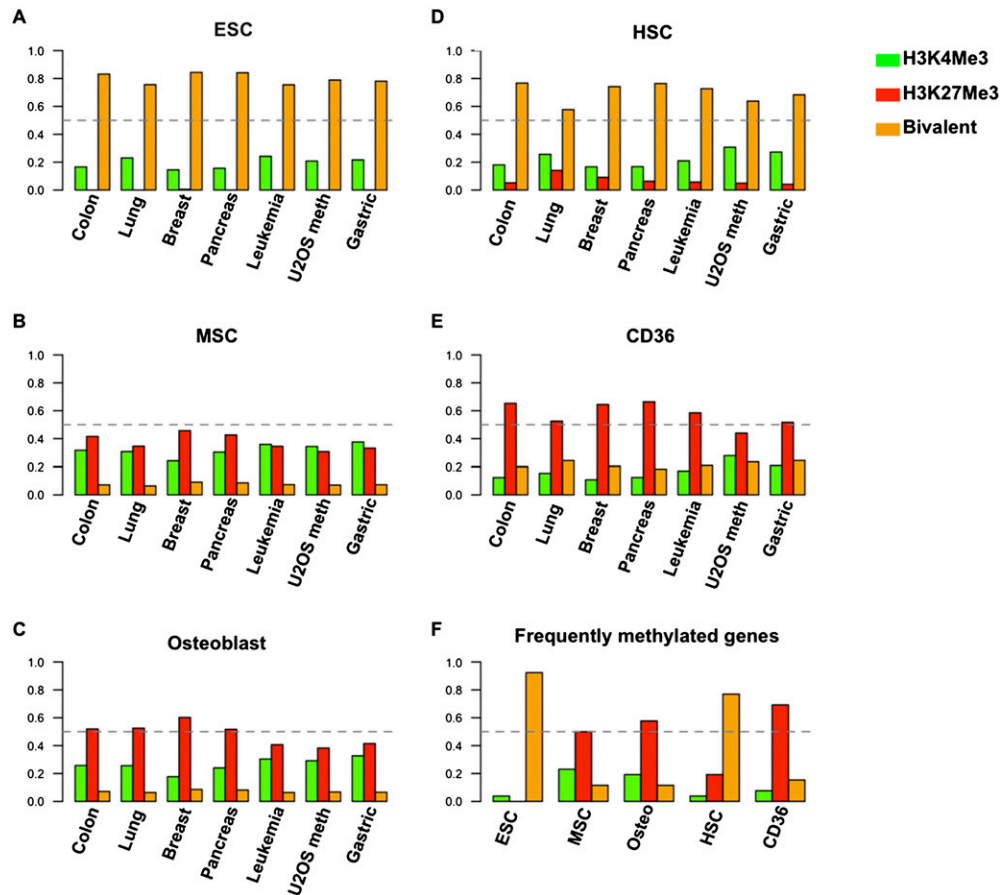 A
ESC
1.0
0.8
0.6
0.4
0.2
0.0
Colon
Lung
Breast
Pancreas
Leukemia
U2OS meth
Gastric
D
HSC
1.0
0.8
0.6
0.4
0.2
0.0
Colon
Lung
Breast
Pancreas
Leukemia
U2OS meth
Gastric
H3K4Me3
H3K27Me3
Bivalent
B
MSC
1.0
0.8
0.6
0.4
0.2
0.0
Colon
Lung
Breast
Pancreas
Leukemia
U2OS meth
Gastric
E
CD36
1.0
0.8
0.6
0.4
0.2
0.0
Colon
Lung
Breast
Pancreas
Leukemia
U2OS meth
Gastric
C
Osteoblast
1.0
0.8
0.6
0.4
0.2
0.0
Colon
Lung
Breast
Pancreas
Leukemia
U2OS meth
Gastric
F
Frequently methylated genes
1.0
0.8
0.6
0.4
0.2
0.0
ESC
MSC
Osteo
HSC
CD36